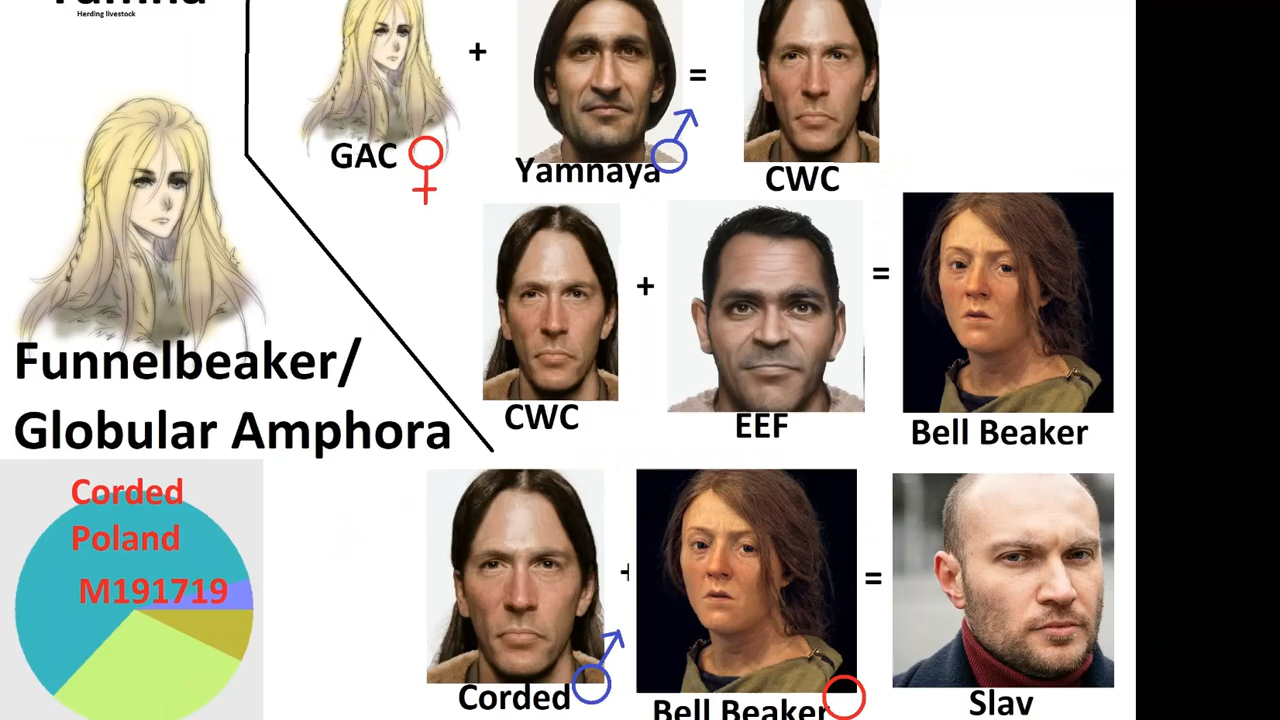 Herding livestock
+
=
GAC
Yamnaya
CWC
+
=
CWC
EEF
Bell Beaker
Funnelbeaker/
Globular Amphora
Corded
Poland
M191719
+
=
Corded
Bell Beaker
Slav